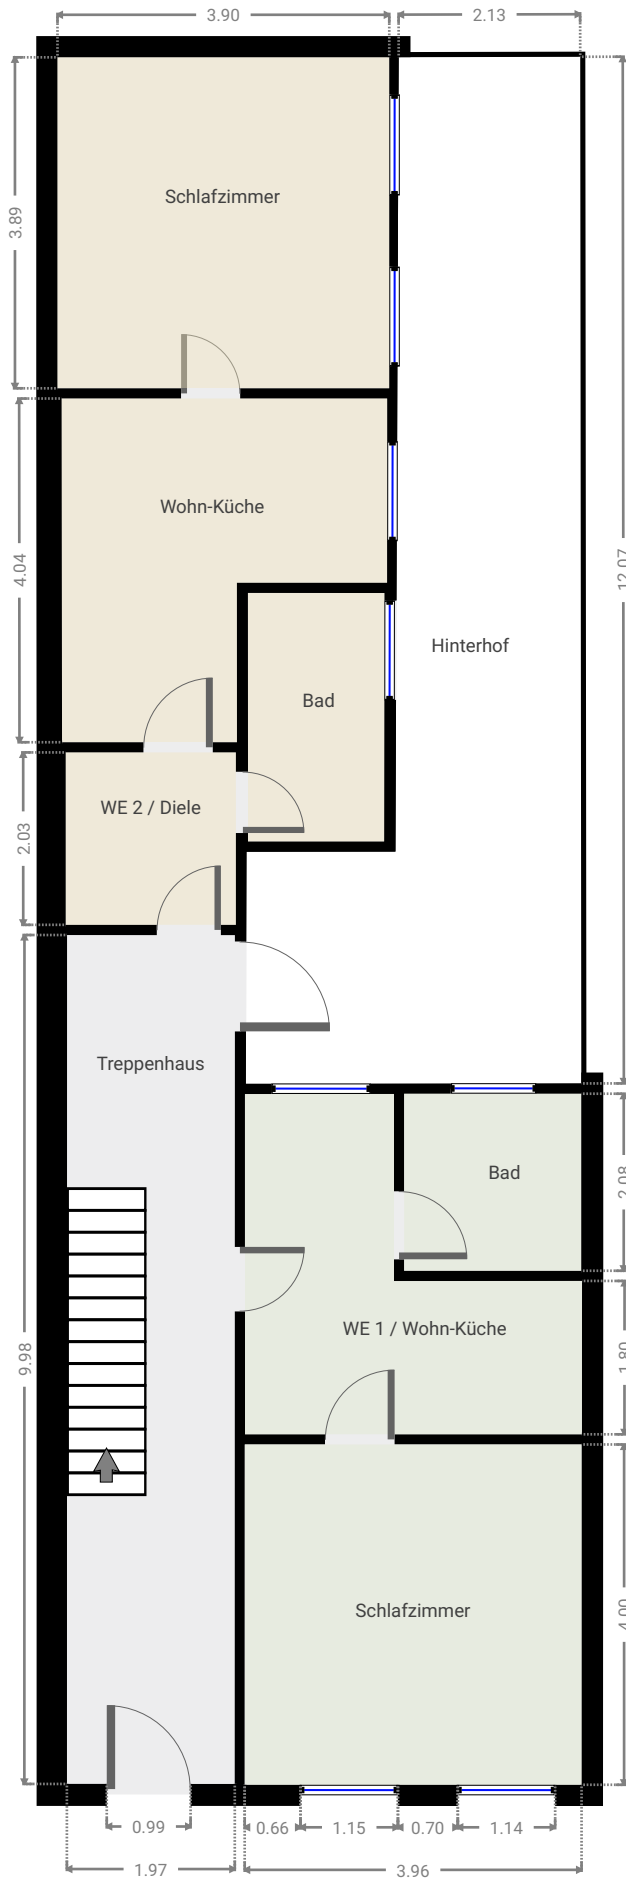 3.90
2.13
Schlafzimmer
3.89
Wohn-Küche
4.04
12.07
Hinterhof
Bad
WE 2 / Diele
2.03
Treppenhaus
Bad
2.08
WE 1 / Wohn-Küche
9.98
1.80
Schlafzimmer
4.00
0.99
0.66
1.15
0.70
1.14
1.97
3.96